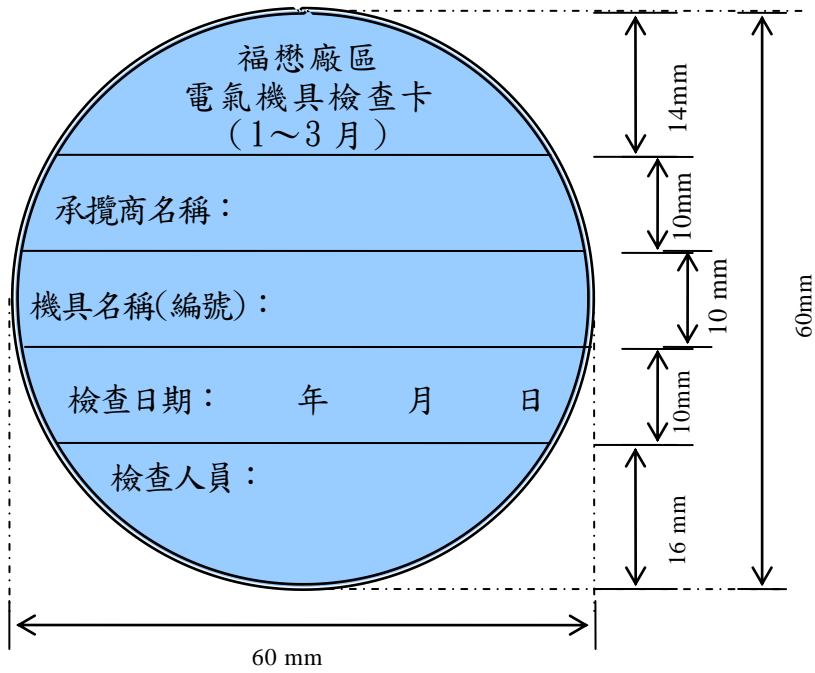 福懋廠區
電氣機具檢查卡
(1～3 月)
承攬商名稱：
機具名稱(編號)：
檢查日期：　　年　　月　　日
檢查人員：
14mm
10mm
10 mm
10mm
16 mm
60mm
60 mm